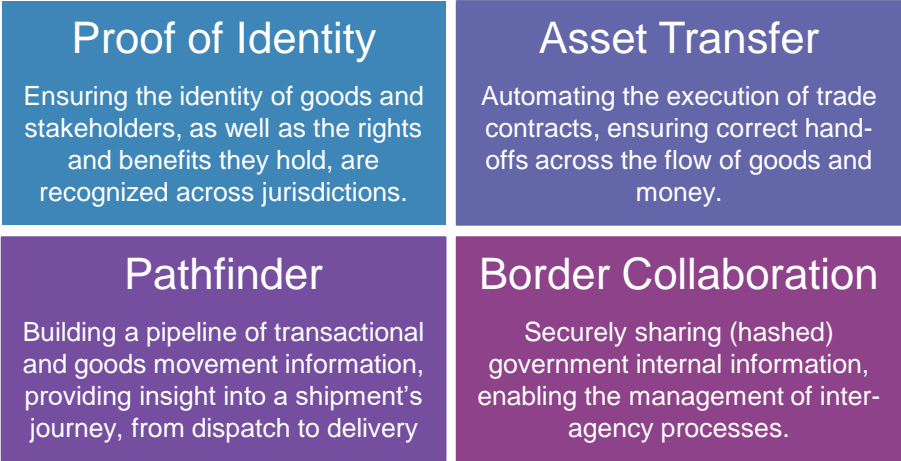 Proof of Identity
Ensuring the identity of goods and
stakeholders, as well as the rights
and benefits they hold, are
recognized across jurisdictions.
Asset Transfer
Automating the execution of trade
contracts, ensuring correct hand-
offs across the flow of goods and
money.
Pathfinder
Building a pipeline of transactional
and goods movement information,
providing insight into a shipment’s
journey, from dispatch to delivery
Border Collaboration
Securely sharing (hashed)
government internal information,
enabling the management of inter-
agency processes.